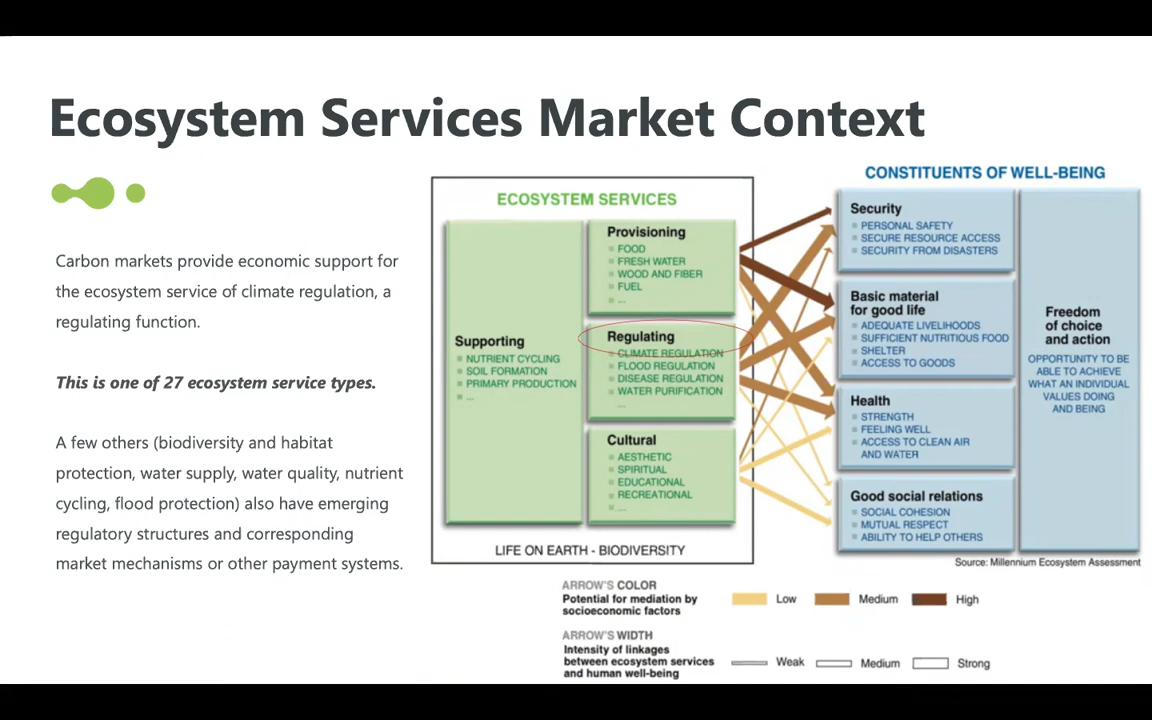 Ecosystem Services Market Context
Carbon markets provide economic support for
the ecosystem service of climate regulation, a
regulating function.
This is one of 27 ecosystem service types.
A few others (biodiversity and habitat
protection, water supply, water quality, nutrient
cycling, flood protection) also have emerging
regulatory structures and corresponding
market mechanisms or other payment systems.
ECOSYSTEM SERVICES
Supporting
NUTRIENT CYCLING
SOIL FORMATION
PRIMARY PRODUCTION
...
Provisioning
FOOD
FRESH WATER
WOOD AND FIBER
FUEL
...
Regulating
CLIMATE REGULATION
FLOOD REGULATION
DISEASE REGULATION
WATER PURIFICATION
...
Cultural
AESTHETIC
SPIRITUAL
EDUCATIONAL
RECREATIONAL
...
LIFE ON EARTH - BIODIVERSITY
CONSTITUENTS OF WELL-BEING
Security
PERSONAL SAFETY
SECURE RESOURCE ACCESS
SECURITY FROM DISASTERS
Basic material
for good life
ADEQUATE LIVELIHOODS
SUFFICIENT NUTRITIOUS FOOD
SHELTER
ACCESS TO GOODS
Health
STRENGTH
FEELING WELL
ACCESS TO CLEAN AIR
AND WATER
Good social relations
SOCIAL COHESION
MUTUAL RESPECT
ABILITY TO HELP OTHERS
Freedom
of choice
and action
OPPORTUNITY TO BE
ABLE TO ACHIEVE
WHAT AN INDIVIDUAL
VALUES DOING
AND BEING
Source: Millennium Ecosystem Assessment
ARROW'S COLOR
Potential for mediation by
socioeconomic factors
Low
Medium
High
ARROW'S WIDTH
Intensity of linkages
between ecosystem services
and human well-being
Weak
Medium
Strong